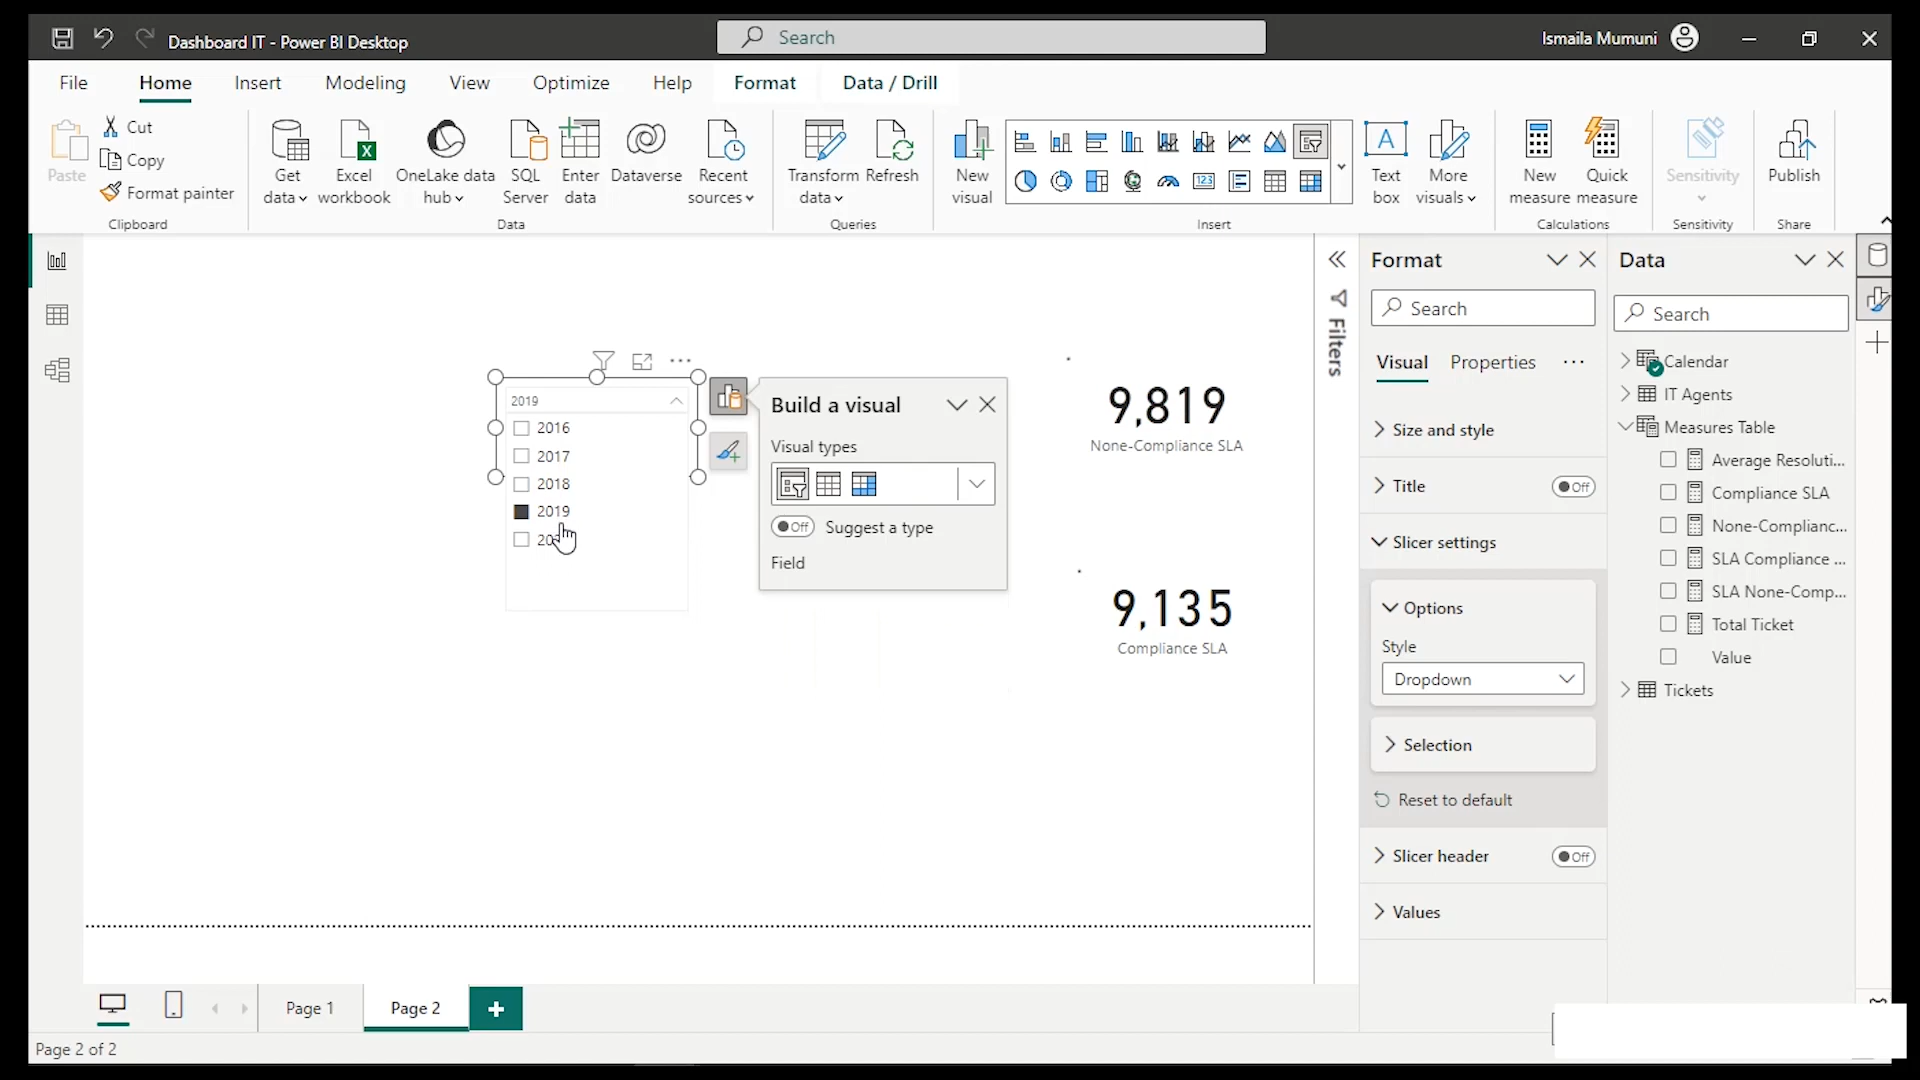 Dashboard IT - Power BI Desktop
Search
Ismaila Mumuni
File
Home
Insert
Modeling
View
Optimize
Help
Format
Data / Drill
Paste
Cut
Copy
Format painter
Clipboard
Get data
Excel workbook
OneLake data hub
SQL Server
Enter data
Dataverse
Recent sources
Data
Transform data
Refresh
Queries
New visual
Insert
Text box
More visuals
New measure
Quick measure
Calculations
Sensitivity
Sensitivity
Publish
Share
2019
2016
2017
2018
2019
Build a visual
Visual types
Off
Suggest a type
Field
9,819
None-Compliance SLA
9,135
Compliance SLA
Filters
Format
Search
Visual
Properties
Size and style
Title
Off
Slicer settings
Options
Style
Dropdown
Selection
Reset to default
Slicer header
Off
Values
Data
Search
Calendar
IT Agents
Measures Table
Average Resoluti...
Compliance SLA
None-Complianc...
SLA Compliance ...
SLA None-Comp...
Total Ticket
Value
Tickets
Page 1
Page 2
Page 2 of 2